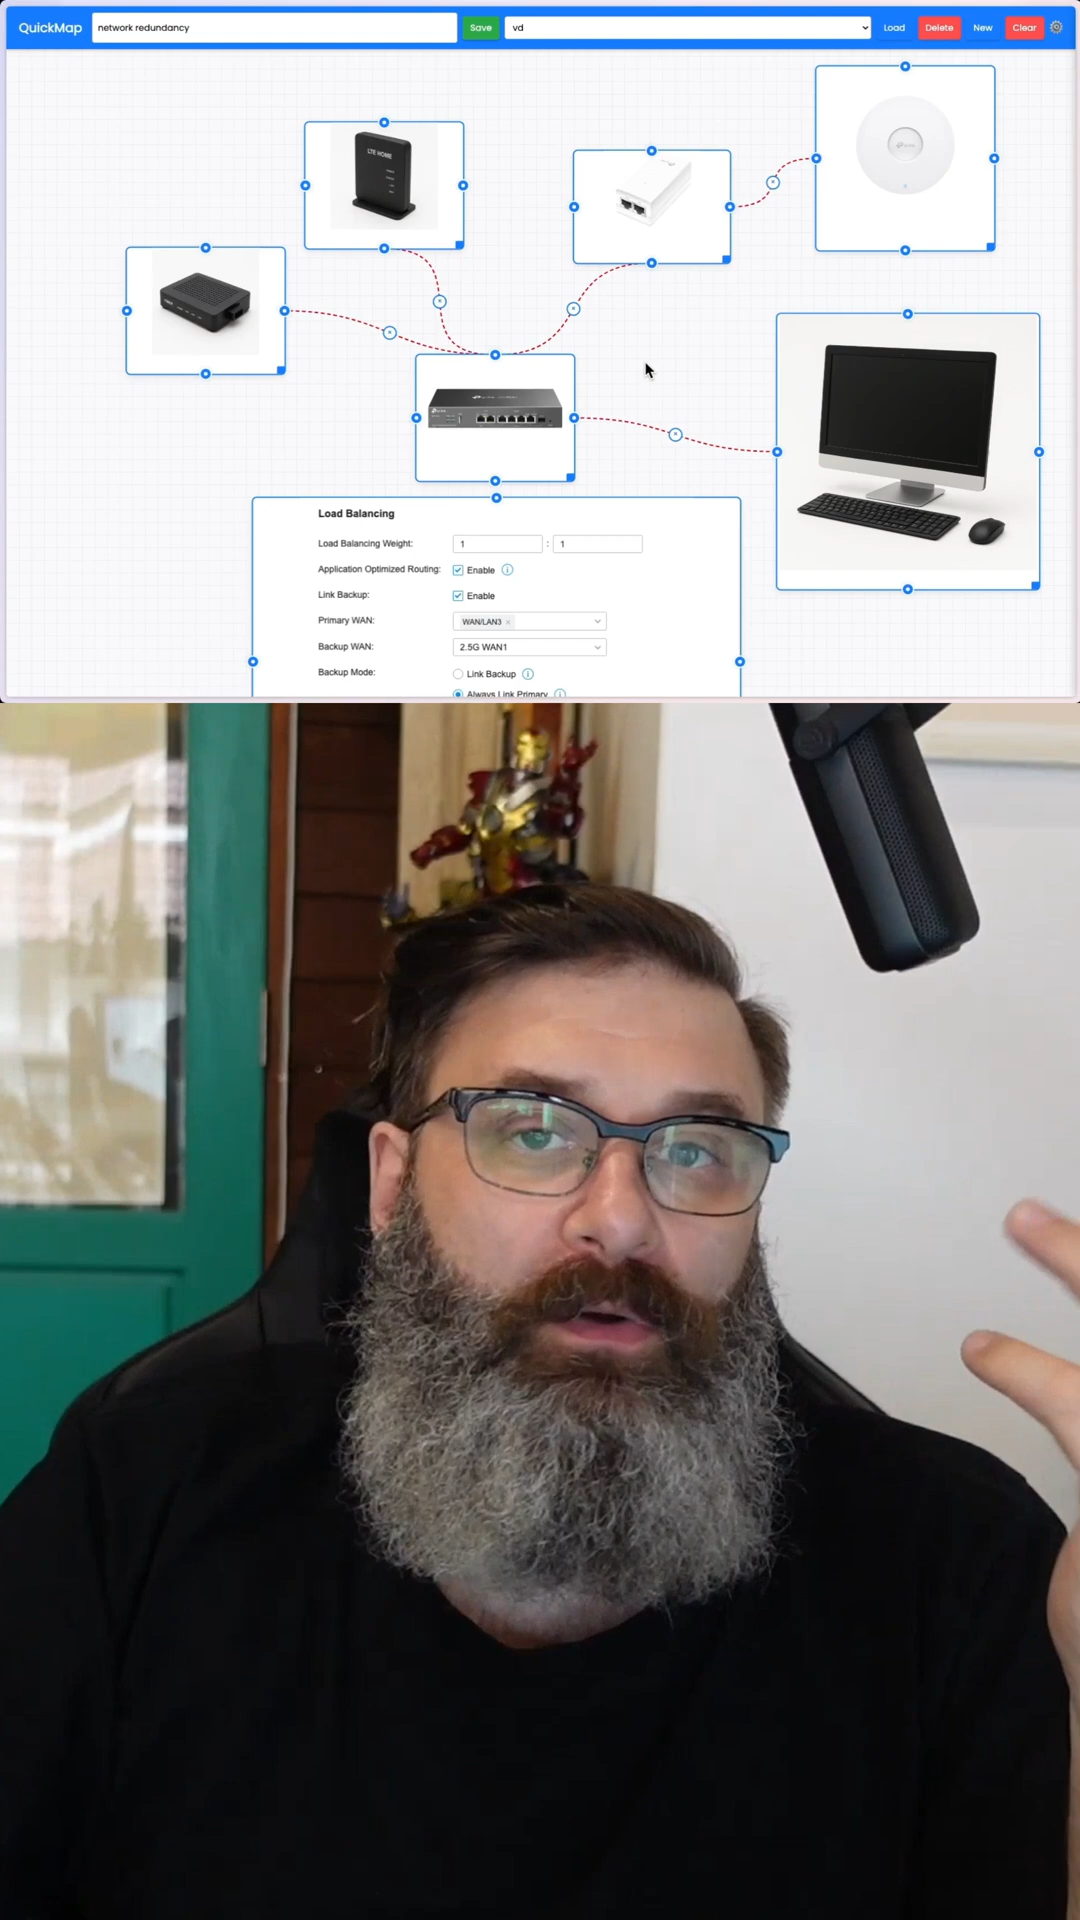 QuickMap network redundancy Save vd Load Delete New Clear
LTE HOME
Load Balancing
Load Balancing Weight: 1 : 1
Application Optimized Routing: Enable
Link Backup: Enable
Primary WAN: WAN/LAN3
Backup WAN: 2.5G WAN1
Backup Mode: Link Backup
Always Link Primary